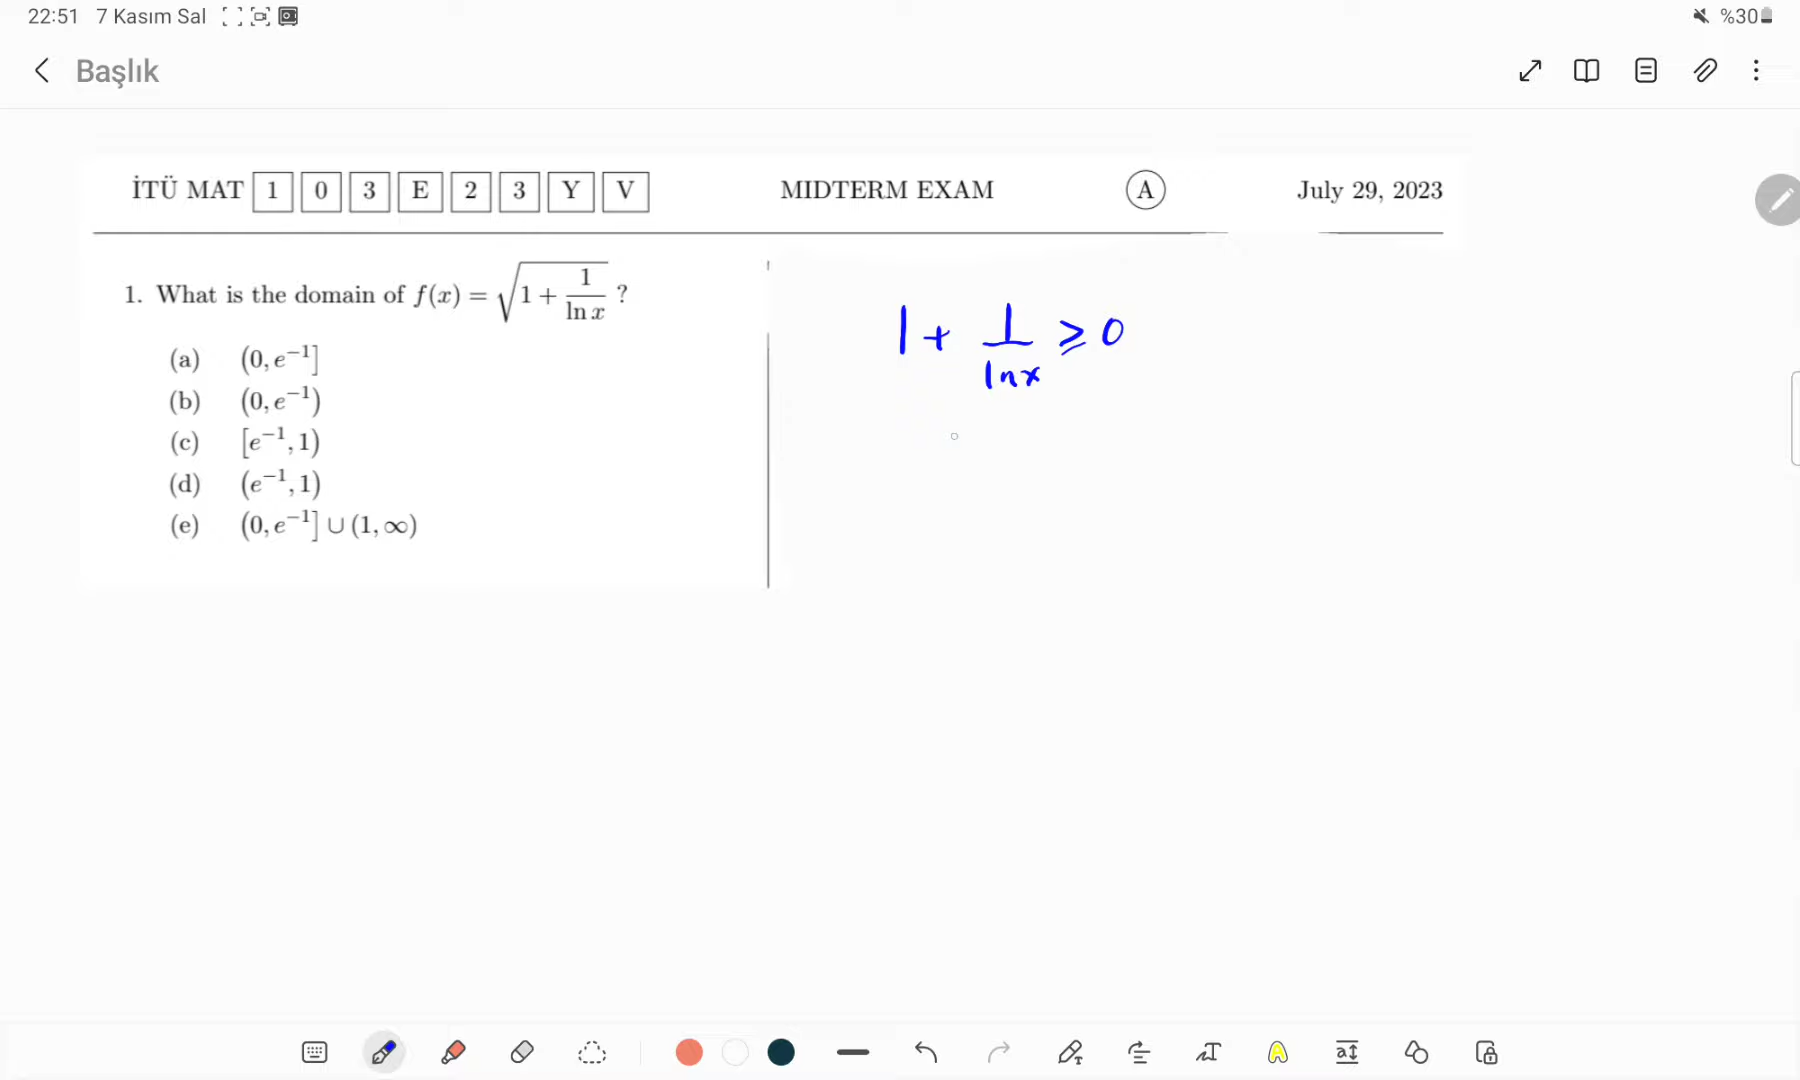 22:51 7 Kasım Sal %30
Başlık
İTÜ MAT 1 0 3 E 2 3 Y V MIDTERM EXAM A July 29, 2023
1. What is the domain of f(x) = √(1 + 1/ln x) ?
(a) (0, e⁻¹]
(b) (0, e⁻¹)
(c) [e⁻¹, 1)
(d) (e⁻¹, 1)
(e) (0, e⁻¹] ∪ (1, ∞)
1 + 1/lnx ≥ 0